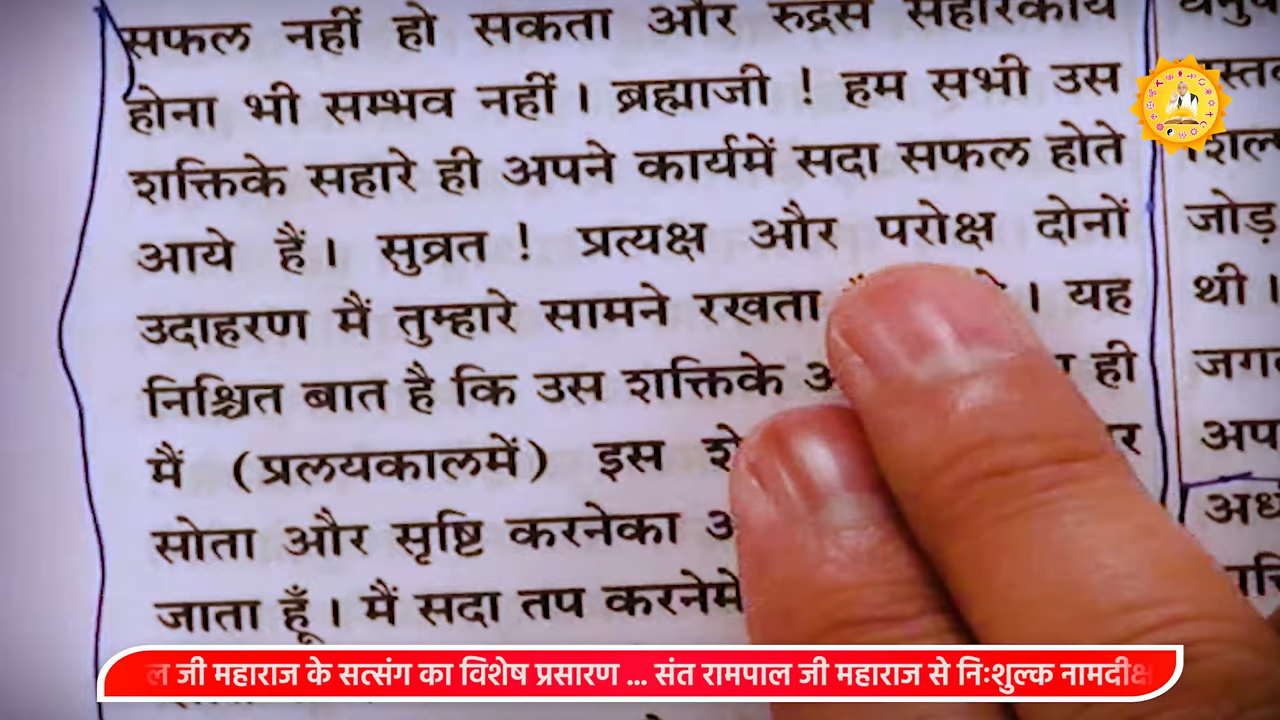 सफल नहीं हो सकता और रुद्रसे संहारकार्य
होना भी सम्भव नहीं । ब्रह्माजी ! हम सभी उस
शक्तिके सहारे ही अपने कार्यमें सदा सफल होते
आये हैं । सुव्रत ! प्रत्यक्ष और परोक्ष दोनों
उदाहरण मैं तुम्हारे सामने रखता । यह
निश्चित बात है कि उस शक्तिके ही
मैं (प्रलयकालमें) इस
सोता और सृष्टि करनेका
जाता हूँ । मैं सदा तप करनेमें
जोड़
थी ।
जी महाराज के सत्संग का विशेष प्रसारण ... संत रामपाल जी महाराज से निःशुल्क